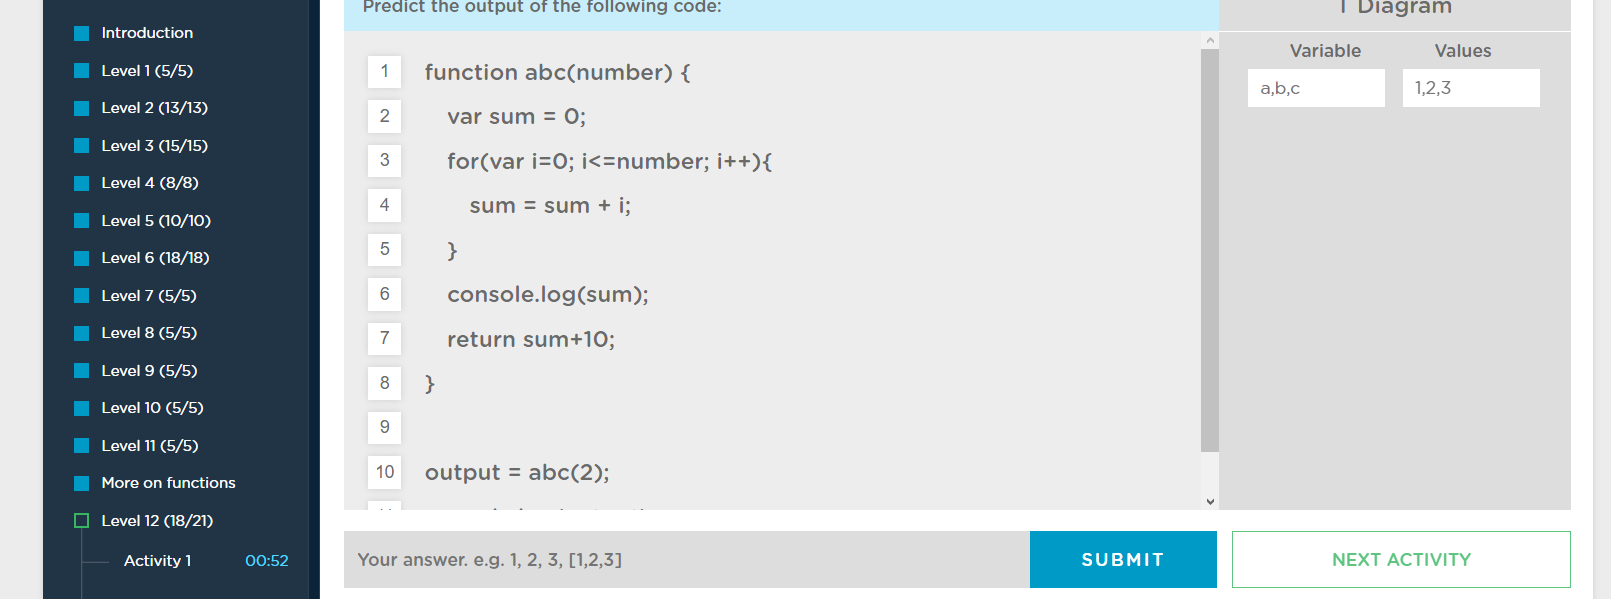 Introduction
Level 1 (5/5)
Level 2 (13/13)
Level 3 (15/15)
Level 4 (8/8)
Level 5 (10/10)
Level 6 (18/18)
Level 7 (5/5)
Level 8 (5/5)
Level 9 (5/5)
Level 10 (5/5)
Level 11 (5/5)
More on functions
Level 12 (18/21)
Activity 1 00:52
Predict the output of the following code:
1 function abc(number) {
2 var sum = 0;
3 for(var i=0; i<=number; i++){
4 sum = sum + i;
5 }
6 console.log(sum);
7 return sum+10;
8 }
9
10 output = abc(2);
T Diagram
Variable Values
a,b,c 1,2,3
Your answer. e.g. 1, 2, 3, [1,2,3]
SUBMIT
NEXT ACTIVITY